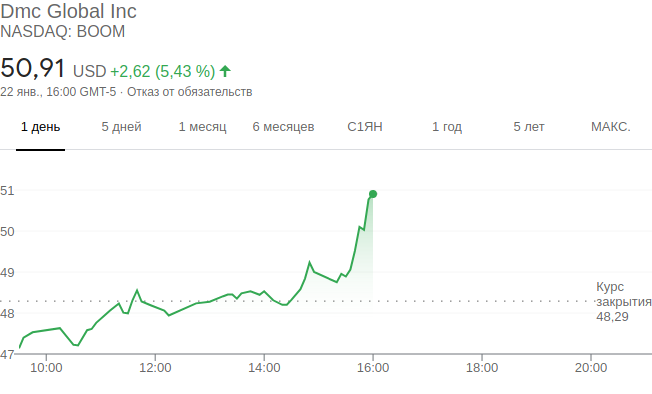 Dmc Global Inc
NASDAQ: BOOM
50,91 USD +2,62 (5,43 %)
22 янв., 16:00 GMT-5 · Отказ от обязательств
1 день 5 дней 1 месяц 6 месяцев С1ЯН 1 год 5 лет МАКС.
51
50
49
Курс
закрытия
48,29
48
47
10:00 12:00 14:00 16:00 18:00 20:00